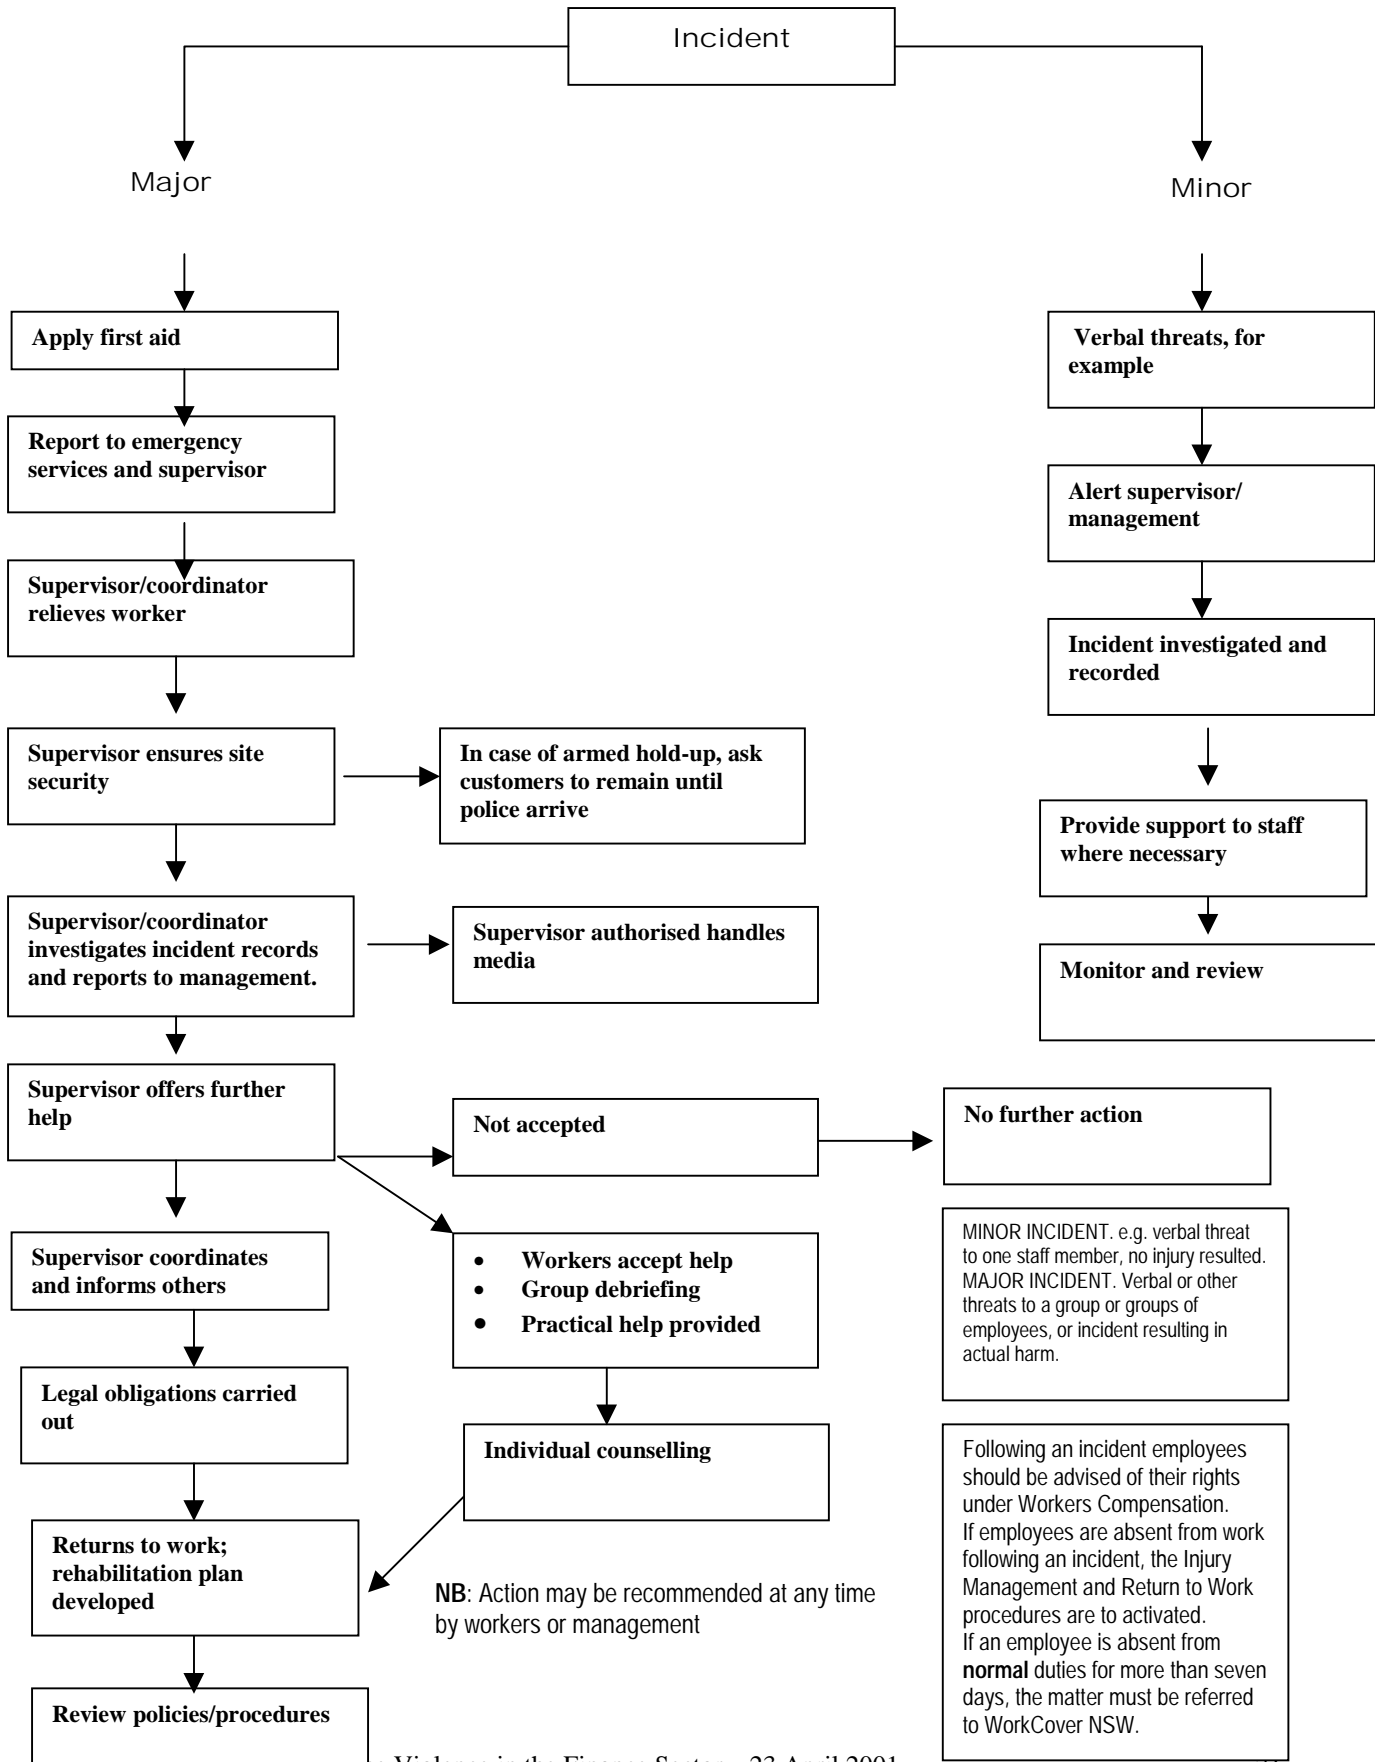 Incident
Major
Minor
Apply first aid
Report to emergency
services and supervisor
Supervisor/coordinator
relieves worker
Supervisor ensures site
security
In case of armed hold-up, ask
customers to remain until
police arrive
Supervisor/coordinator
investigates incident records
and reports to management.
Supervisor authorised handles
media
Supervisor offers further
help
Not accepted
No further action
• Workers accept help
• Group debriefing
• Practical help provided
Individual counselling
Supervisor coordinates
and informs others
Legal obligations carried
out
Returns to work;
rehabilitation plan
developed
Review policies/procedures
Verbal threats, for
example
Alert supervisor/
management
Incident investigated and
recorded
Provide support to staff
where necessary
Monitor and review
MINOR INCIDENT. e.g. verbal threat
to one staff member, no injury resulted.
MAJOR INCIDENT. Verbal or other
threats to a group or groups of
employees, or incident resulting in
actual harm.
Following an incident employees
should be advised of their rights
under Workers Compensation.
If employees are absent from work
following an incident, the Injury
Management and Return to Work
procedures are to activated.
If an employee is absent from
normal duties for more than seven
days, the matter must be referred
to WorkCover NSW.
NB: Action may be recommended at any time
by workers or management
Violence in the Finance Sector - 23 April 2001